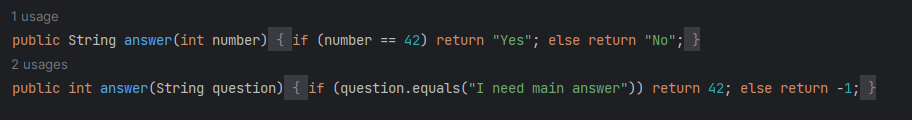 1 usage
public String answer(int number) { if (number == 42) return "Yes"; else return "No"; }
2 usages
public int answer(String question) { if (question.equals("I need main answer")) return 42; else return -1; }